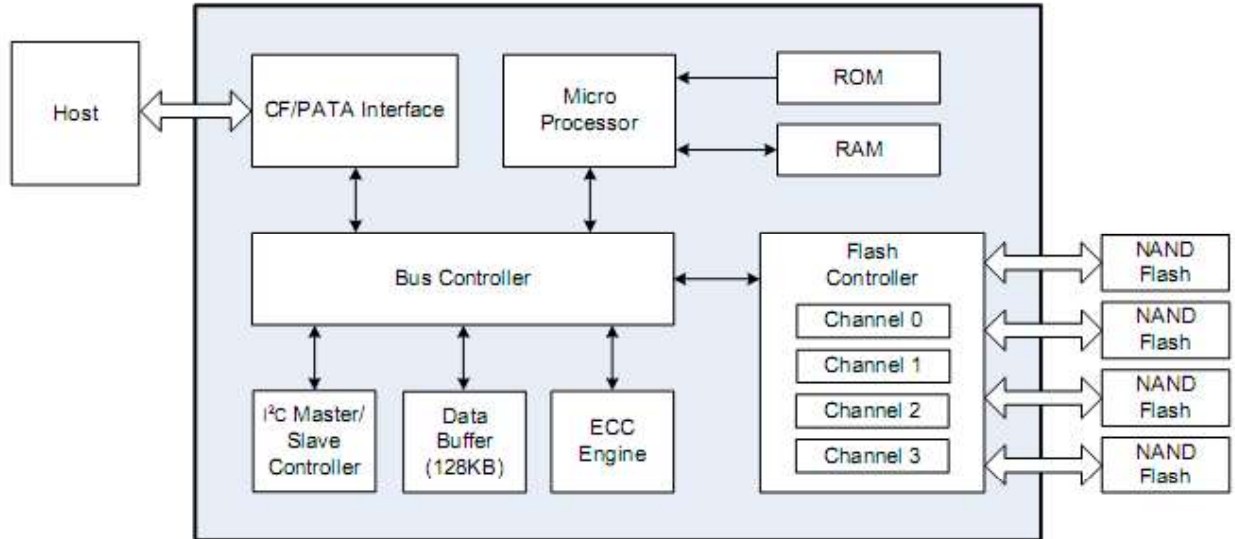 Host
CF/PATA Interface
Micro
Processor
ROM
RAM
Bus Controller
Flash
Controller
Channel 0
Channel 1
Channel 2
Channel 3
NAND
Flash
NAND
Flash
NAND
Flash
NAND
Flash
I²C Master/
Slave
Controller
Data
Buffer
(128KB)
ECC
Engine